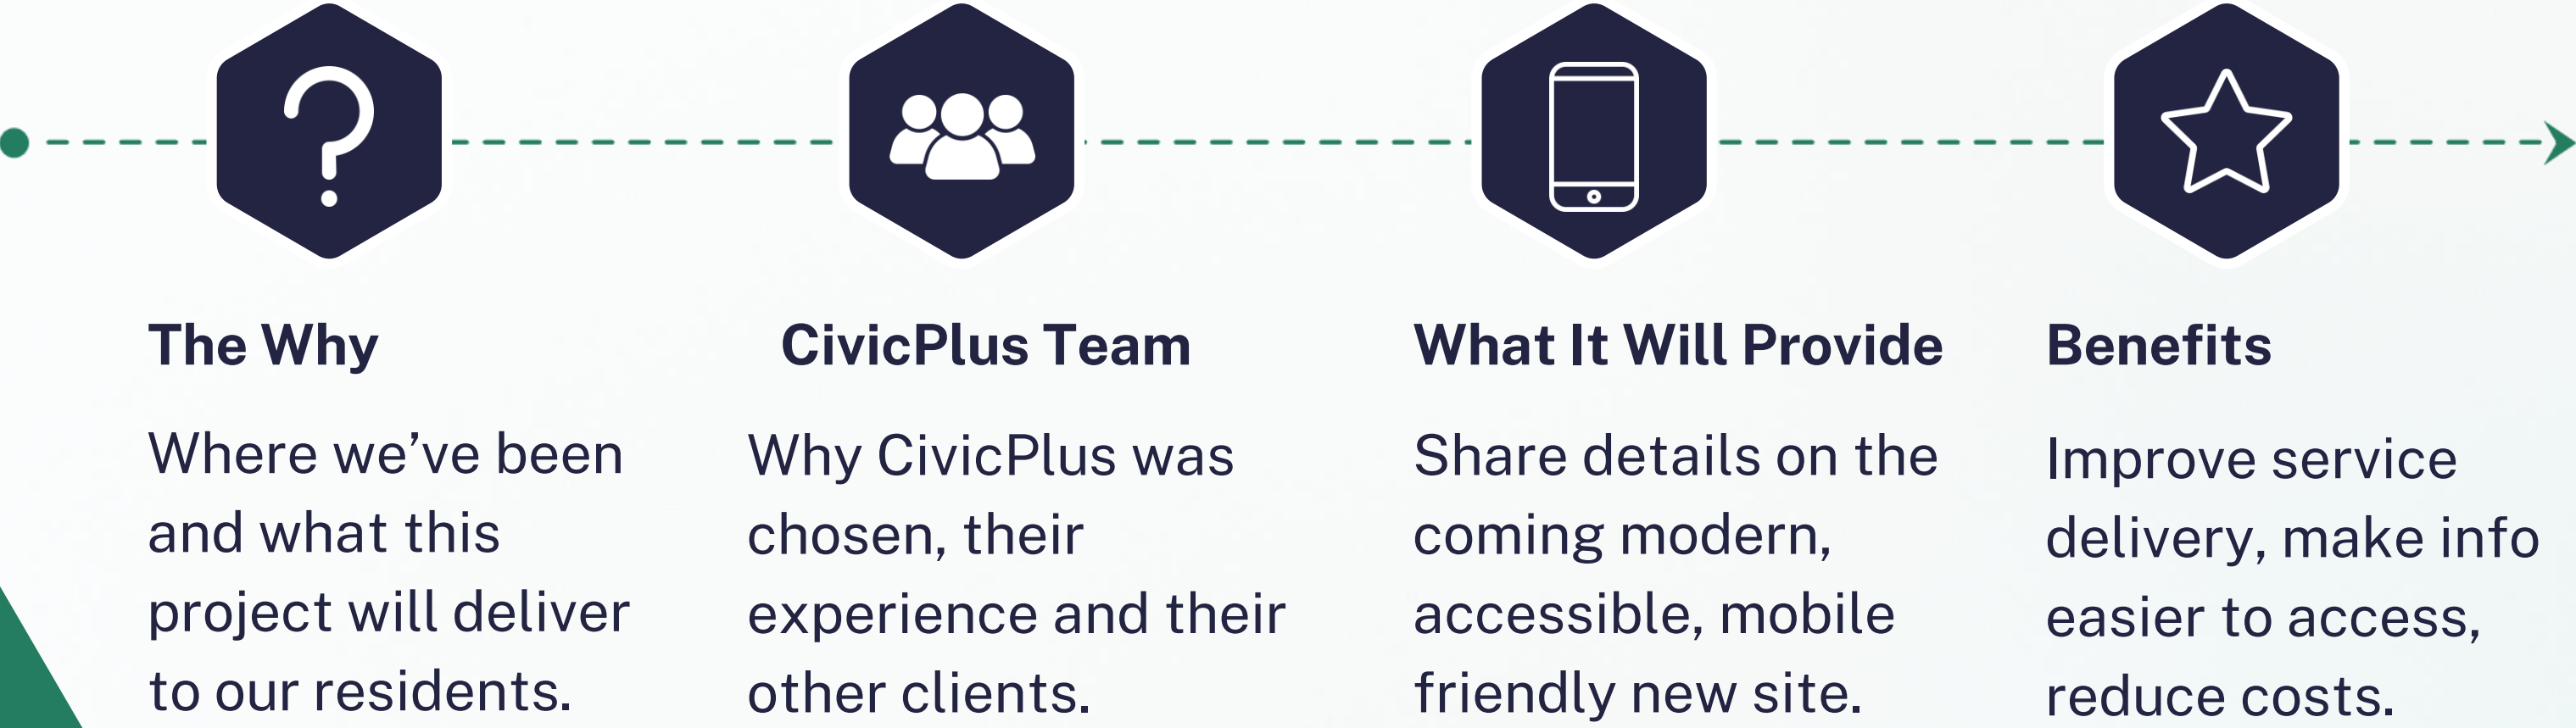 The Why
Where we’ve been
and what this
project will deliver
to our residents.
CivicPlus Team
Why CivicPlus was
chosen, their
experience and their
other clients.
What It Will Provide
Share details on the
coming modern,
accessible, mobile
friendly new site.
Benefits
Improve service
delivery, make info
easier to access,
reduce costs.